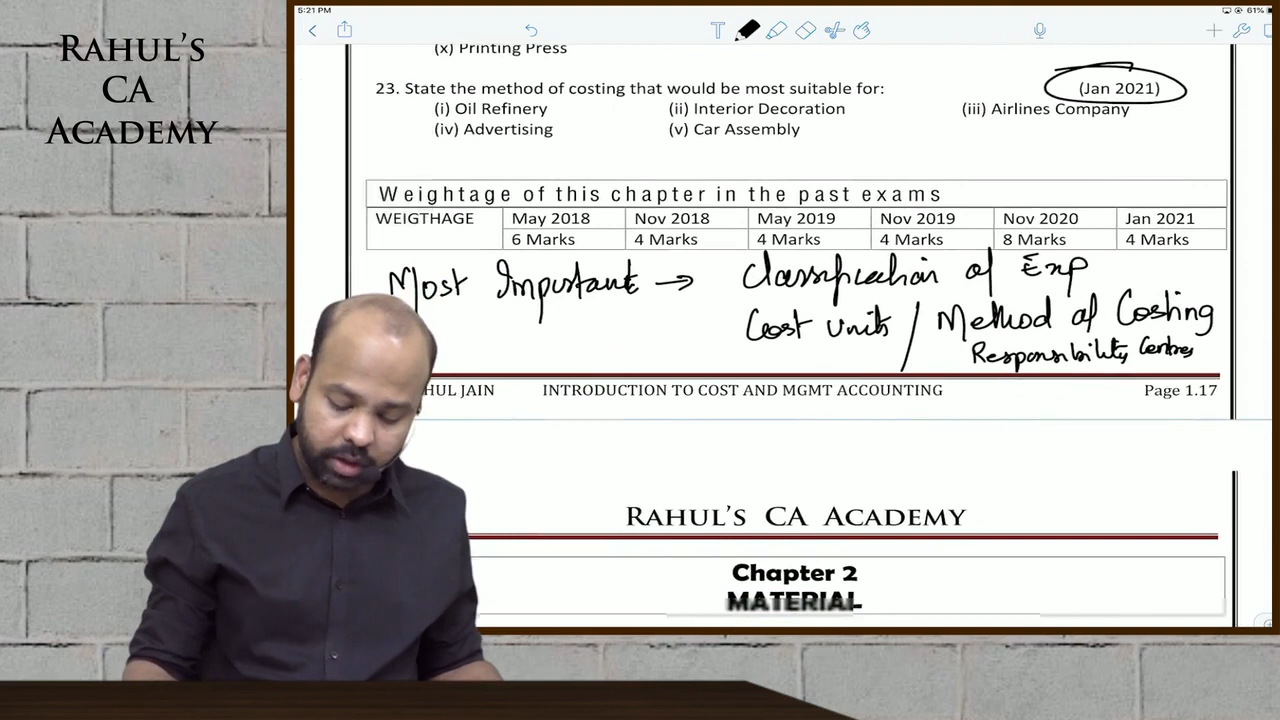 RAHUL'S
CA
ACADEMY
5:21 PM
61%
T
(x) Printing Press
23. State the method of costing that would be most suitable for: (Jan 2021)
(i) Oil Refinery (ii) Interior Decoration (iii) Airlines Company
(iv) Advertising (v) Car Assembly
Weightage of this chapter in the past exams
WEIGTHAGE May 2018 Nov 2018 May 2019 Nov 2019 Nov 2020 Jan 2021
6 Marks 4 Marks 4 Marks 4 Marks 8 Marks 4 Marks
Most Important → Classification of Exp
Cost Units / Method of Costing
Responsibility Centres
HUL JAIN INTRODUCTION TO COST AND MGMT ACCOUNTING Page 1.17
RAHUL'S CA ACADEMY
Chapter 2
MATERIAL